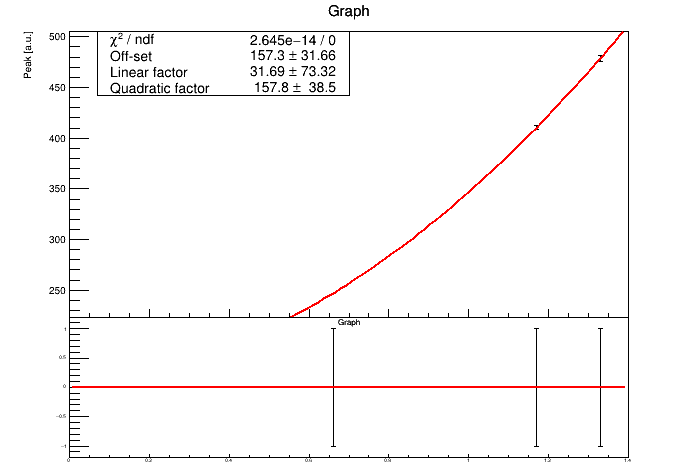 Graph
Peak [a.u.]
χ² / ndf 2.645e−14 / 0
Off-set 157.3 ± 31.66
Linear factor 31.69 ± 73.32
Quadratic factor 157.8 ± 38.5
500
450
400
350
300
250
Graph
1
0.5
0
−0.5
−1
0 0.2 0.4 0.6 0.8 1 1.2 1.4